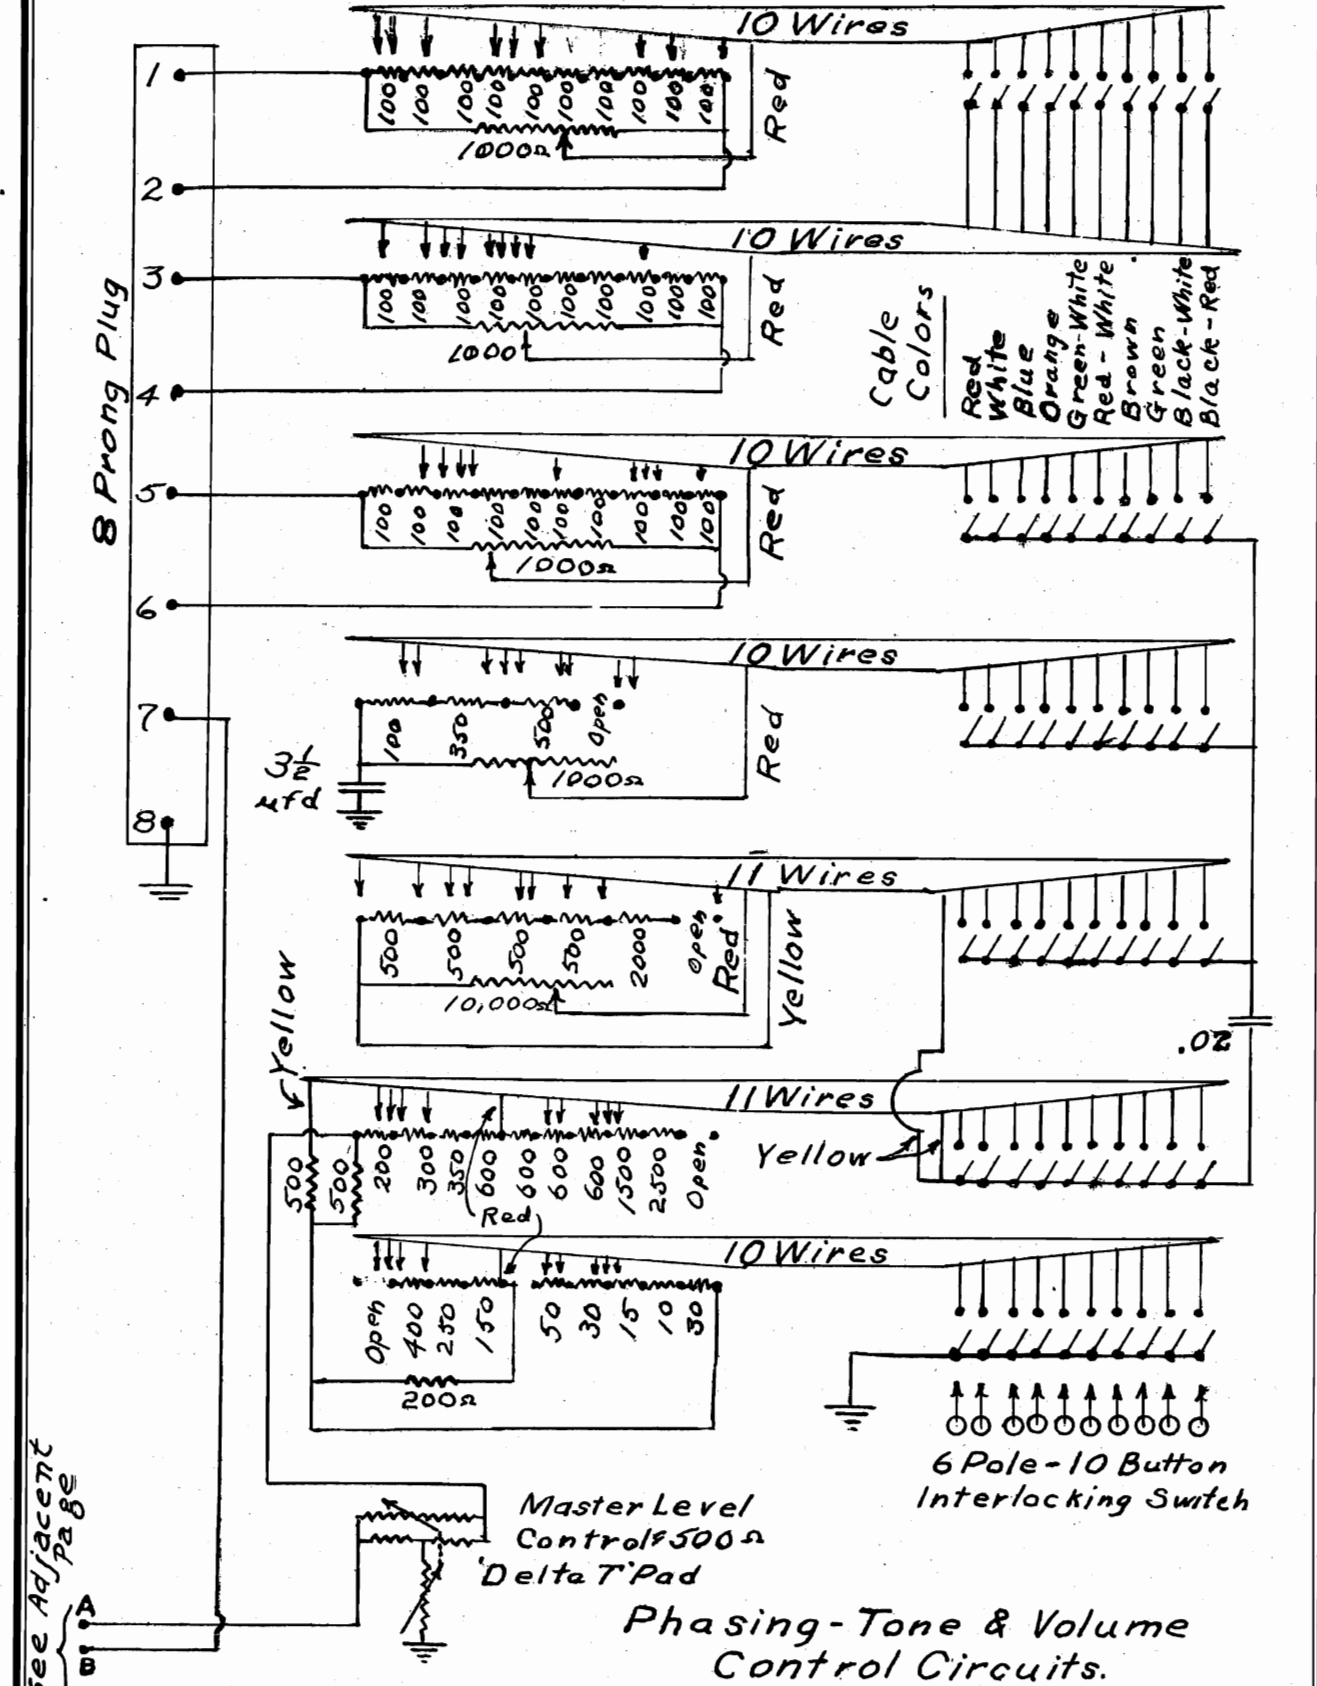 10 Wires
1
100 100 100 100 100 100 100 100 100 100
Red
1000Ω
2
10 Wires
3
100 100 100 100 100 100 100 100 100 100
Red
1000
4
8 Prong Plug
Cable
Colors
Red
White
Blue
Orange
Green-White
Red-White
Brown
Green
Black-White
Black-Red
10 Wires
5
100 100 100 100 100 100 100 100 100 100
Red
1000Ω
6
10 Wires
7
100 350 500 Open
Red
1000Ω
3½
µfd
8
11 Wires
500 500 500 500 2000 open
Red
Yellow
10,000Ω
.02
Yellow
11 Wires
500 500 200 300 350 600 600 600 600 1500 2500 Open
Yellow
Red
10 Wires
Open 400 250 150 50 30 15 10 30
200Ω
6 Pole-10 Button
Interlocking Switch
Master Level
Control 500Ω
"Delta T" Pad
See Adjacent
Page
A
B
Phasing-Tone & Volume
Control Circuits.